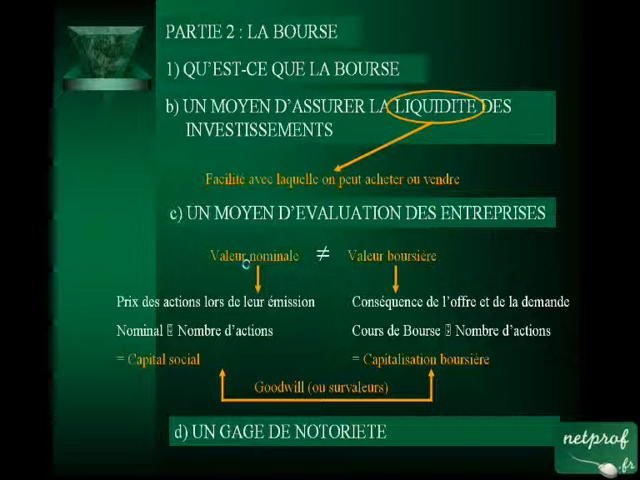 PARTIE 2 : LA BOURSE
1) QU'EST-CE QUE LA BOURSE
b) UN MOYEN D'ASSURER LA LIQUIDITE DES
INVESTISSEMENTS
Facilité avec laquelle on peut acheter ou vendre
c) UN MOYEN D'EVALUATION DES ENTREPRISES
Valeur nominale ≠ Valeur boursière
Prix des actions lors de leur émission
Nominal Nombre d'actions
= Capital social
Conséquence de l'offre et de la demande
Cours de Bourse Nombre d'actions
= Capitalisation boursière
Goodwill (ou survaleurs)
d) UN GAGE DE NOTORIETE
netprof
.fr